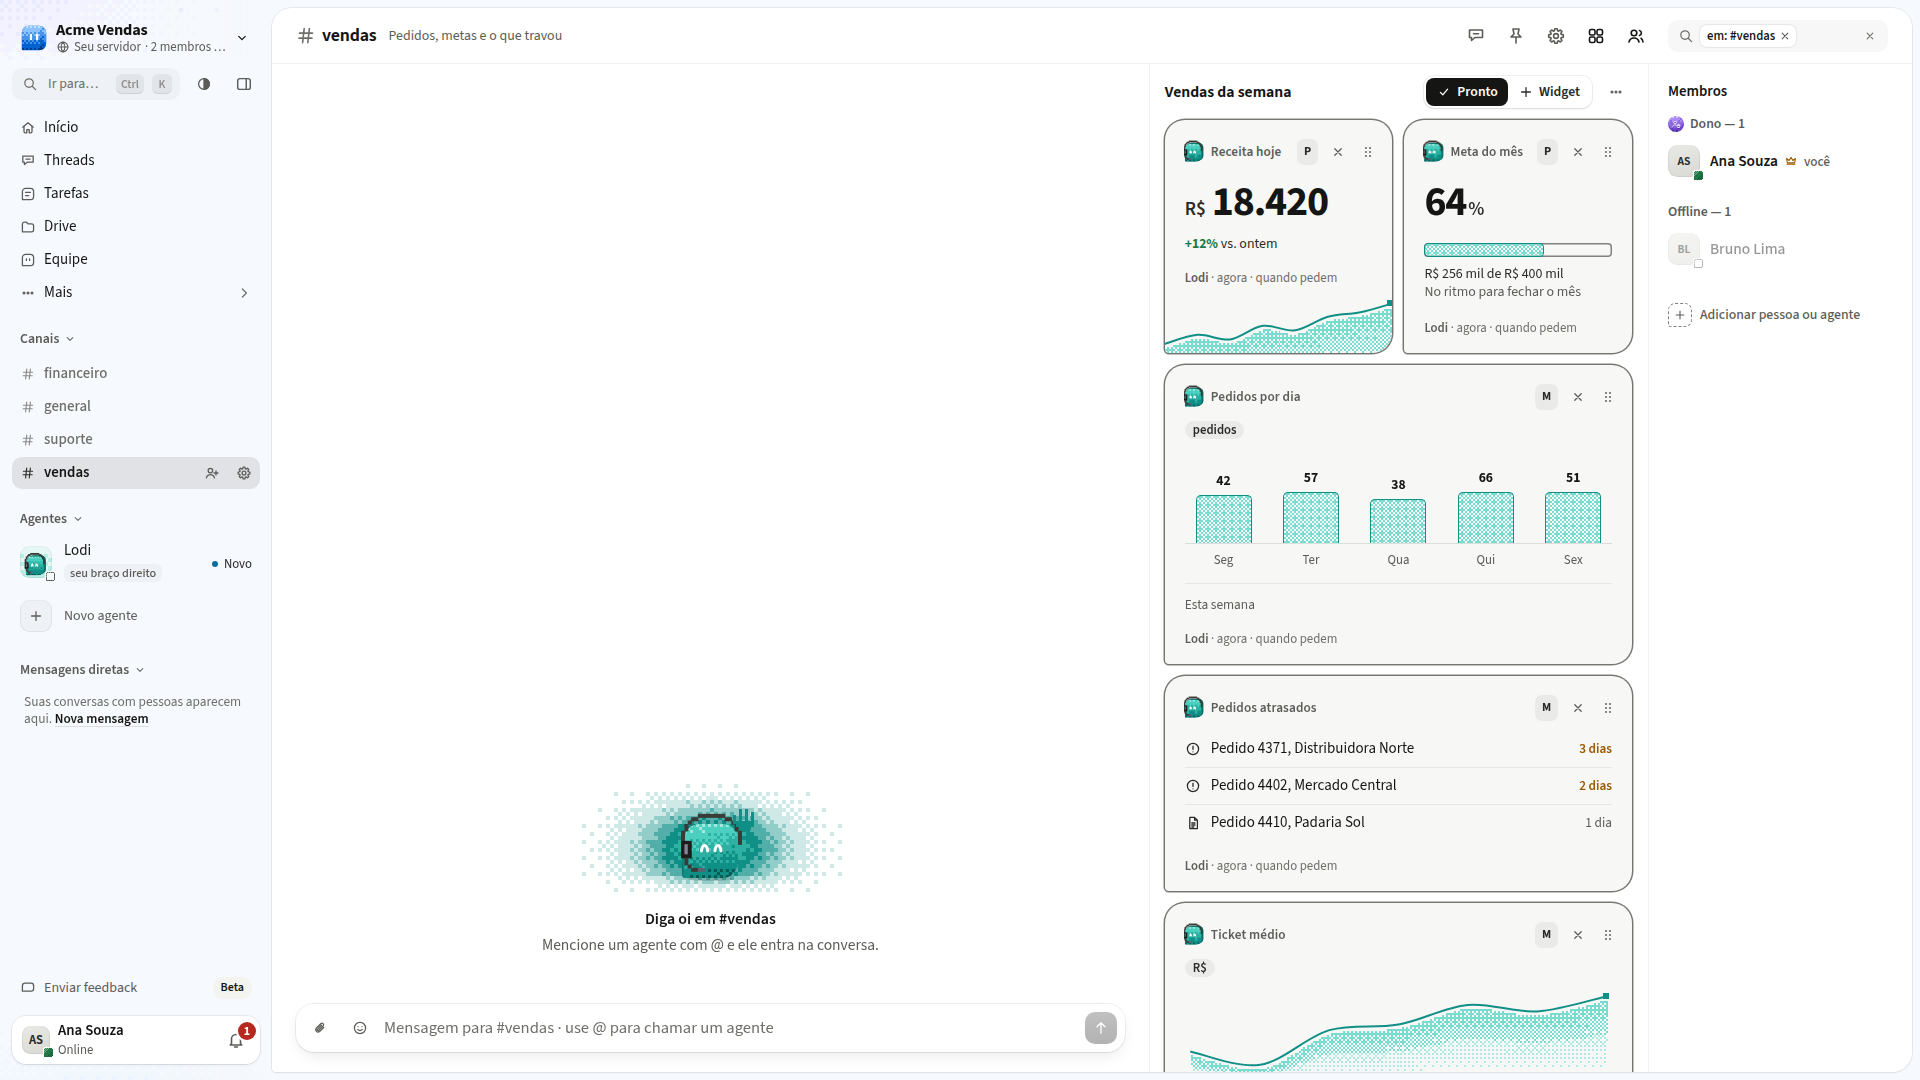 Acme Vendas
Seu servidor · 2 membros ...
Ir para...
Ctrl
K
Início
Threads
Tarefas
Drive
Equipe
Mais
Canais
financeiro
general
suporte
vendas
Agentes
Lodi
seu braço direito
Novo
Novo agente
Mensagens diretas
Suas conversas com pessoas aparecem
aqui. Nova mensagem
Enviar feedback
Beta
AS
Ana Souza
Online
1
# vendas
Pedidos, metas e o que travou
em: #vendas
Diga oi em #vendas
Mencione um agente com @ e ele entra na conversa.
Mensagem para #vendas · use @ para chamar um agente
Vendas da semana
Pronto
Widget
Receita hoje
P
R$ 18.420
+12% vs. ontem
Lodi · agora · quando pedem
Meta do mês
P
64%
R$ 256 mil de R$ 400 mil
No ritmo para fechar o mês
Lodi · agora · quando pedem
Pedidos por dia
M
pedidos
42
57
38
66
51
Seg
Ter
Qua
Qui
Sex
Esta semana
Lodi · agora · quando pedem
Pedidos atrasados
M
Pedido 4371, Distribuidora Norte
3 dias
Pedido 4402, Mercado Central
2 dias
Pedido 4410, Padaria Sol
1 dia
Lodi · agora · quando pedem
Ticket médio
M
R$
Membros
Dono — 1
AS
Ana Souza
você
Offline — 1
BL
Bruno Lima
Adicionar pessoa ou agente